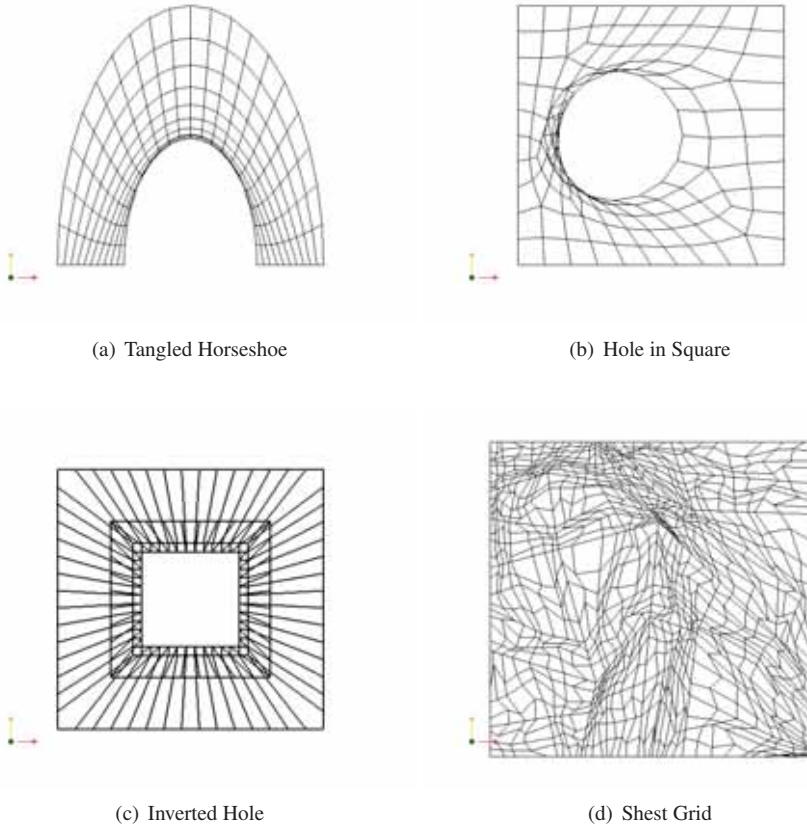 (a) Tangled Horseshoe
(b) Hole in Square
(c) Inverted Hole
(d) Shest Grid